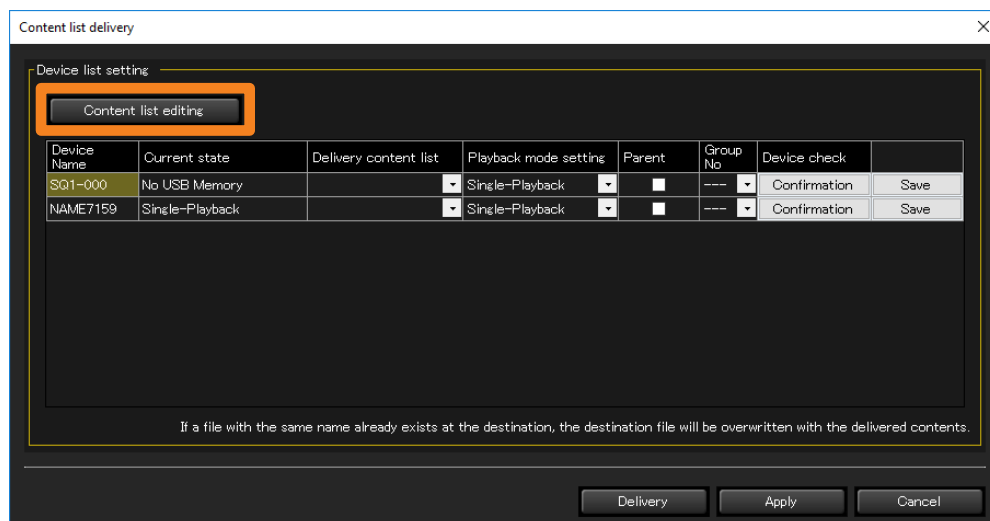 Content list delivery
Device list setting
Content list editing
Device Name Current state Delivery content list Playback mode setting Parent Group No Device check
SQ1-000 No USB Memory Single-Playback --- Confirmation Save
NAME7159 Single-Playback Single-Playback --- Confirmation Save
If a file with the same name already exists at the destination, the destination file will be overwritten with the delivered contents.
Delivery Apply Cancel